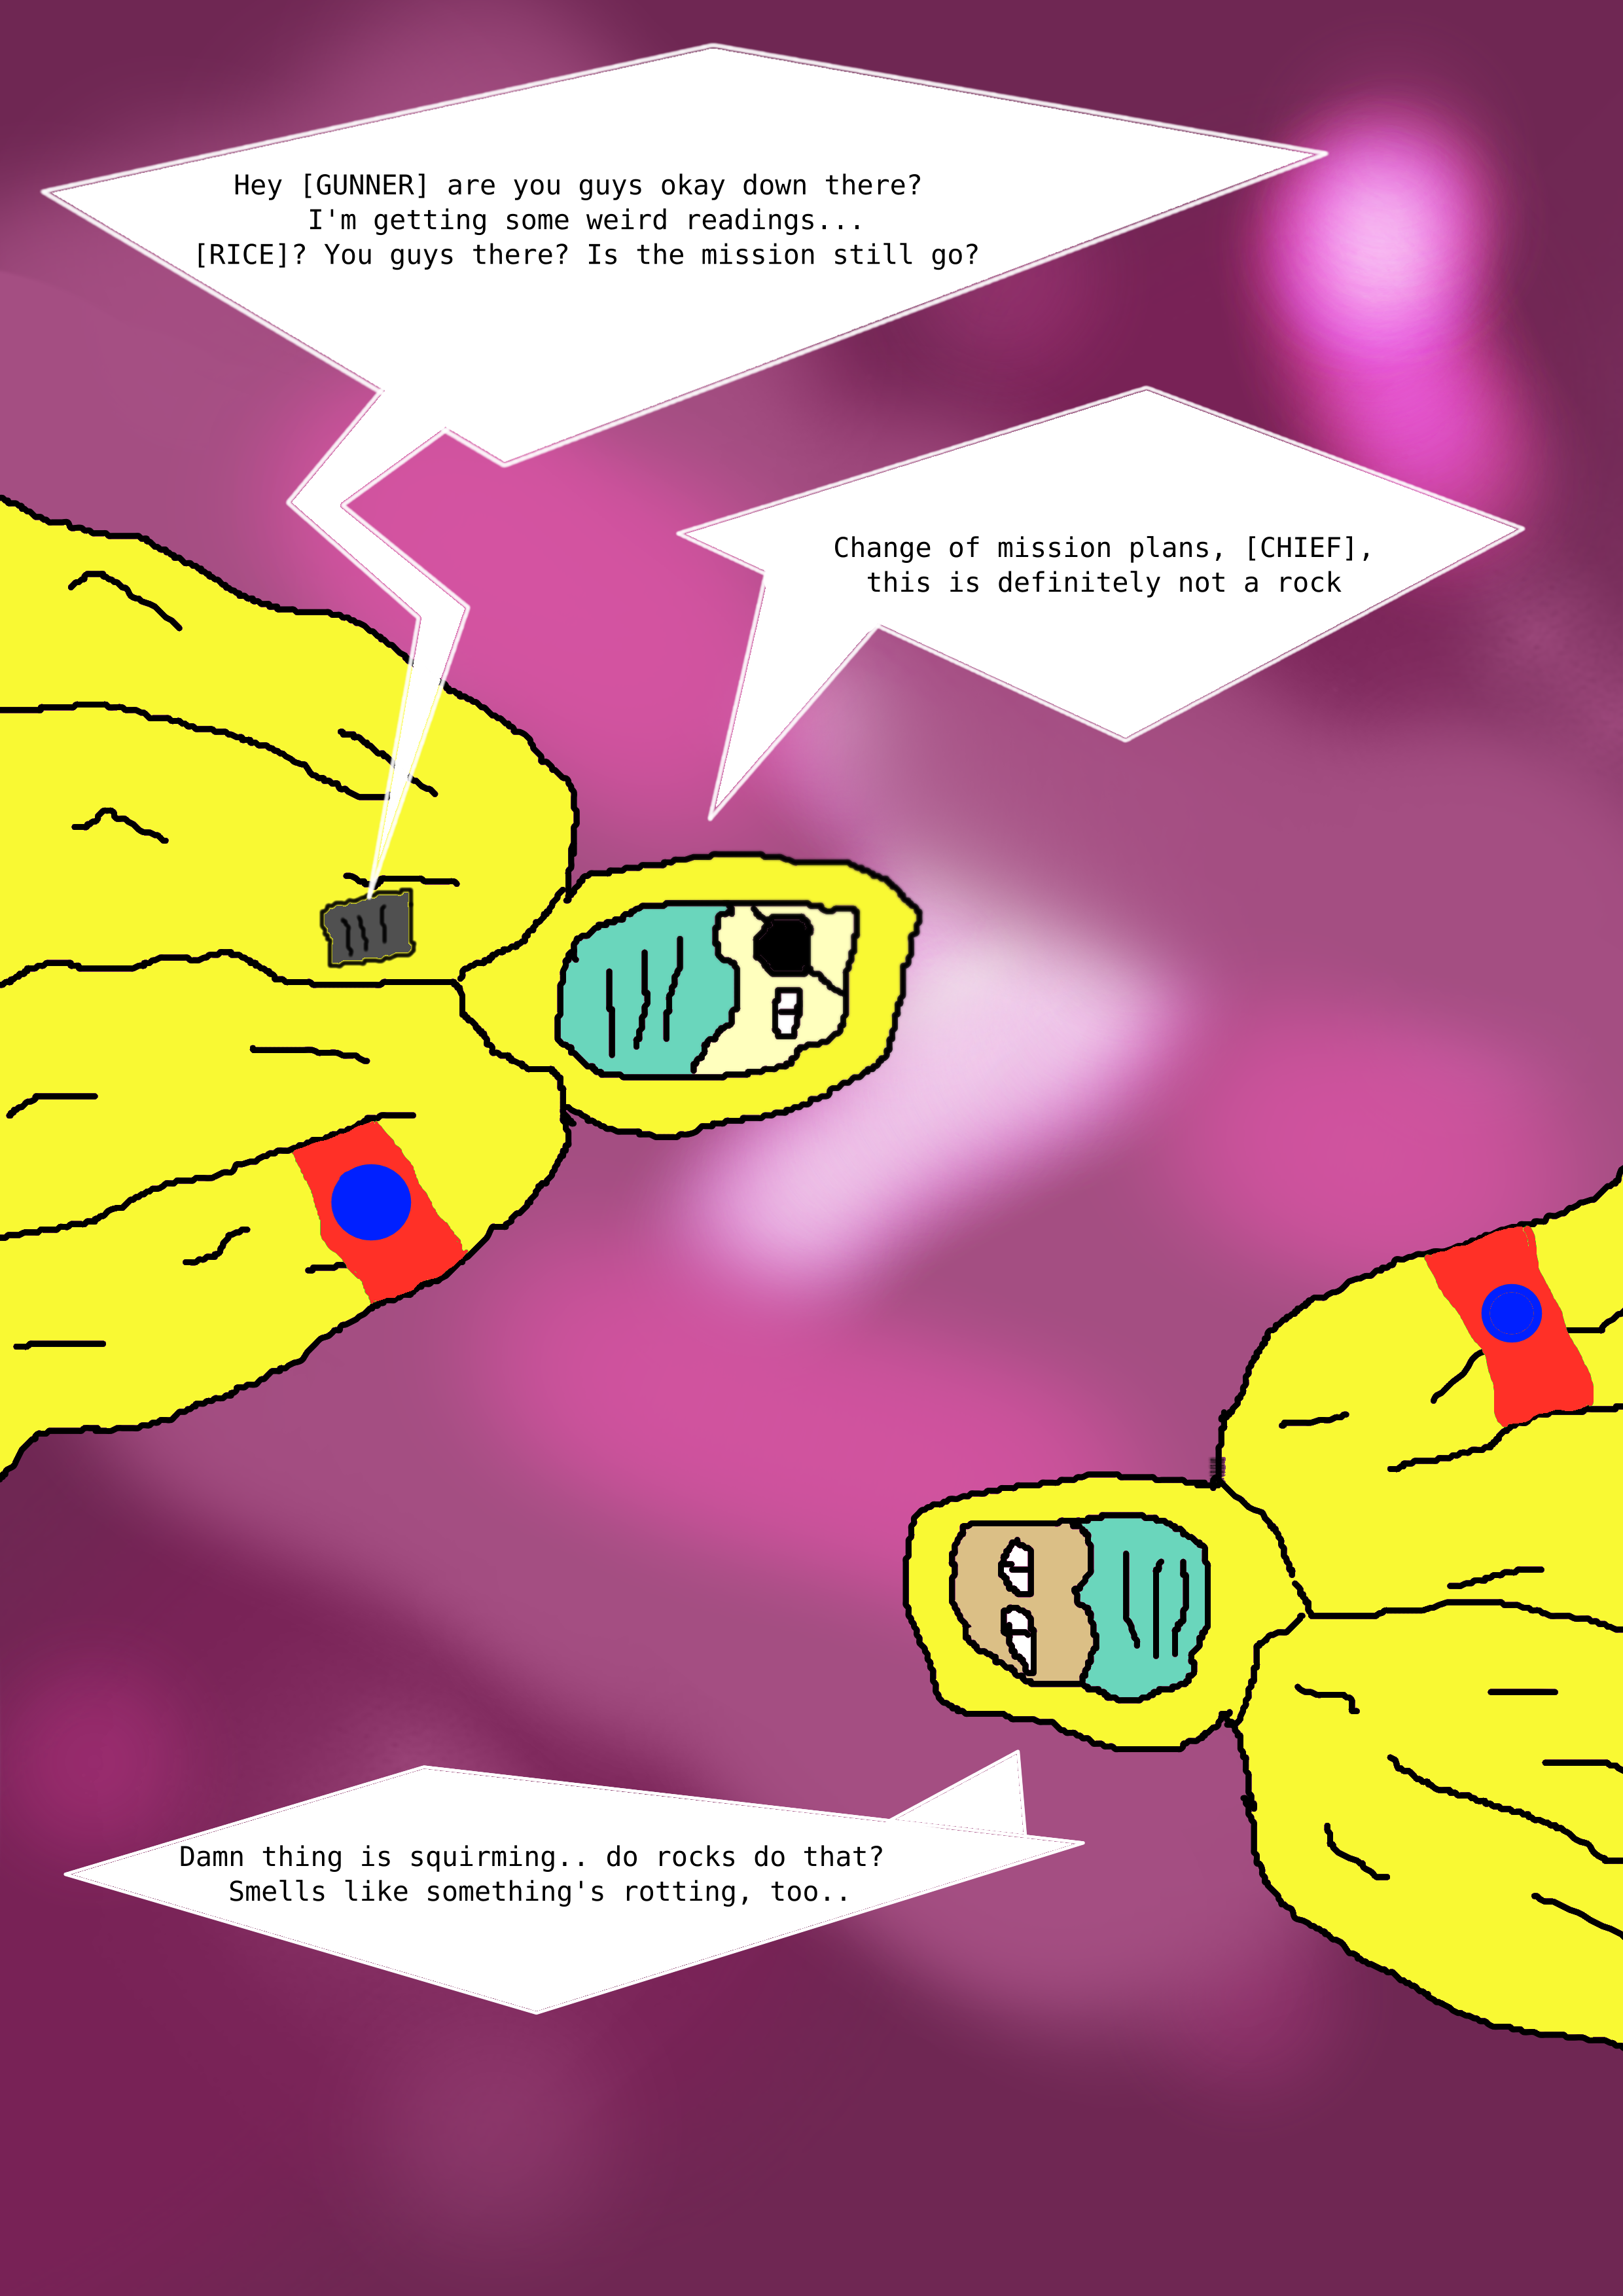 Hey [GUNNER] are you guys okay down there?
I'm getting some weird readings...
[RICE]? You guys there? Is the mission still go?
Change of mission plans, [CHIEF],
this is definitely not a rock
Damn thing is squirming.. do rocks do that?
Smells like something's rotting, too..